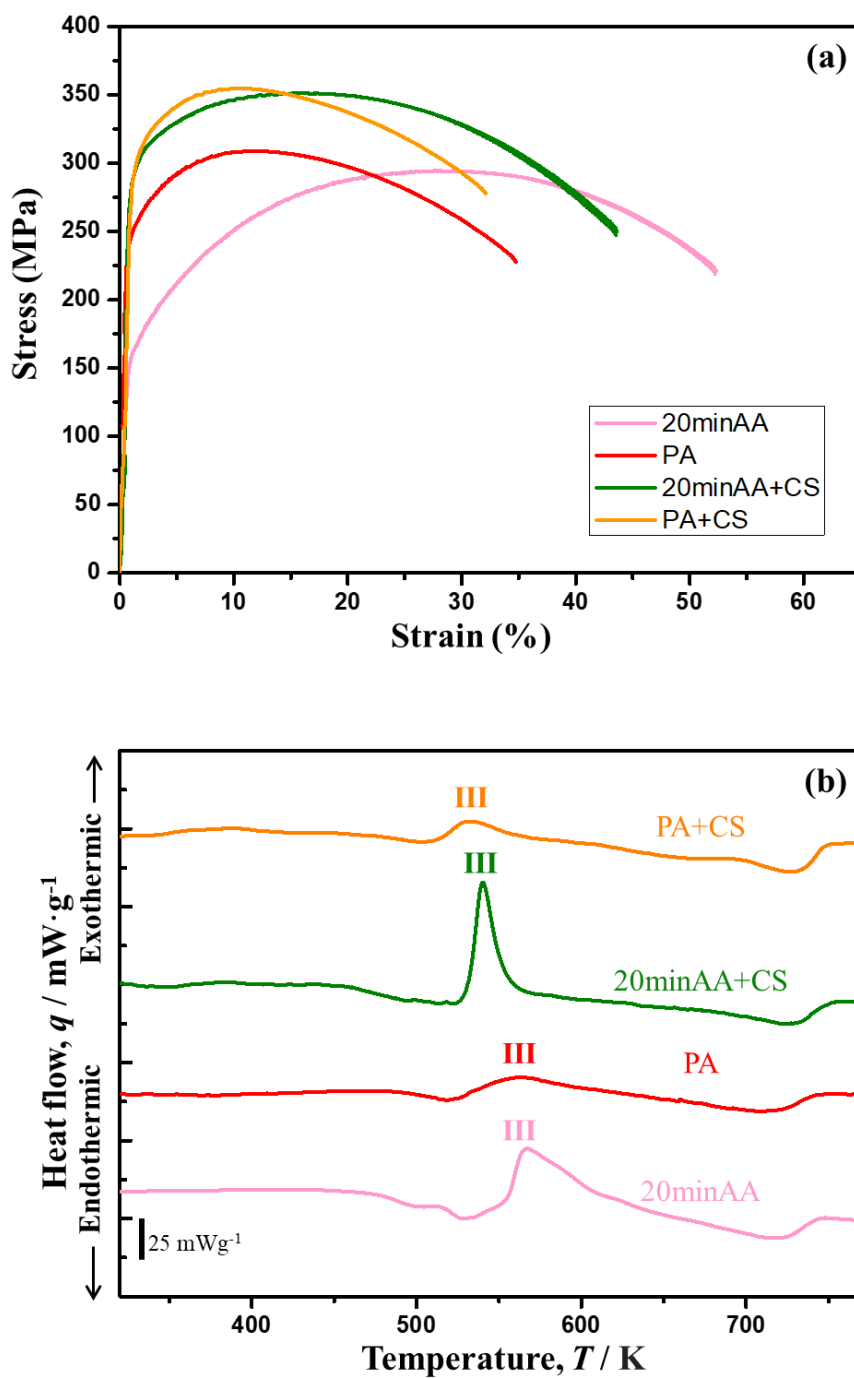 (a)
400
350
300
250
200
150
100
50
0
Stress (MPa)
20minAA
PA
20minAA+CS
PA+CS
0 10 20 30 40 50 60
Strain (%)
(b)
III
PA+CS
III
20minAA+CS
III
PA
III
20minAA
25 mWg⁻¹
Heat flow, q / mW·g⁻¹
← Endothermic Exothermic →
400 500 600 700
Temperature, T / K